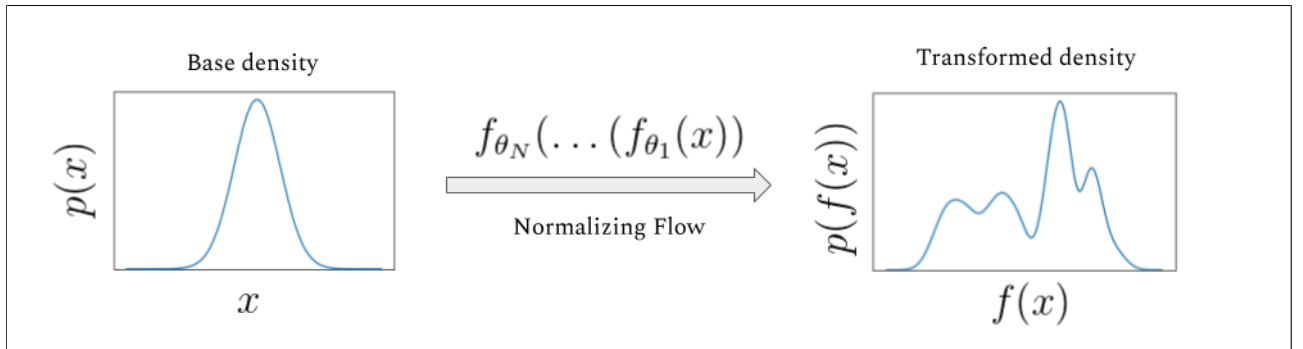 Base density
p(x)
x
f_{θ_N}(...(f_{θ_1}(x))
Normalizing Flow
Transformed density
p(f(x))
f(x)